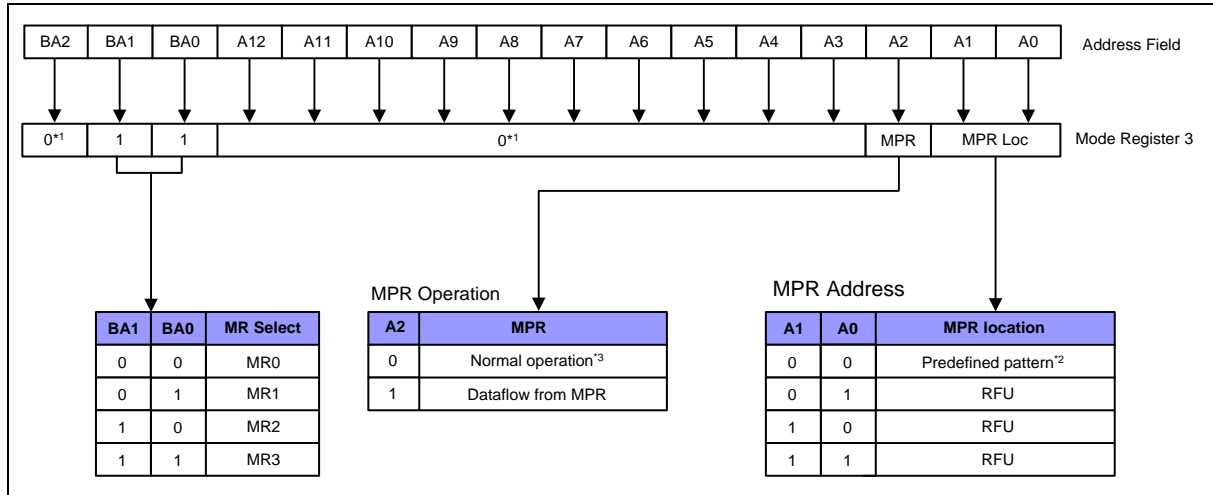 BA2 BA1 BA0 A12 A11 A10 A9 A8 A7 A6 A5 A4 A3 A2 A1 A0 Address Field
0*1 1 1 0*1 MPR MPR Loc Mode Register 3
MPR Operation
MPR Address
BA1 BA0 MR Select
0 0 MR0
0 1 MR1
1 0 MR2
1 1 MR3
A2 MPR
0 Normal operation*3
1 Dataflow from MPR
A1 A0 MPR location
0 0 Predefined pattern*2
0 1 RFU
1 0 RFU
1 1 RFU